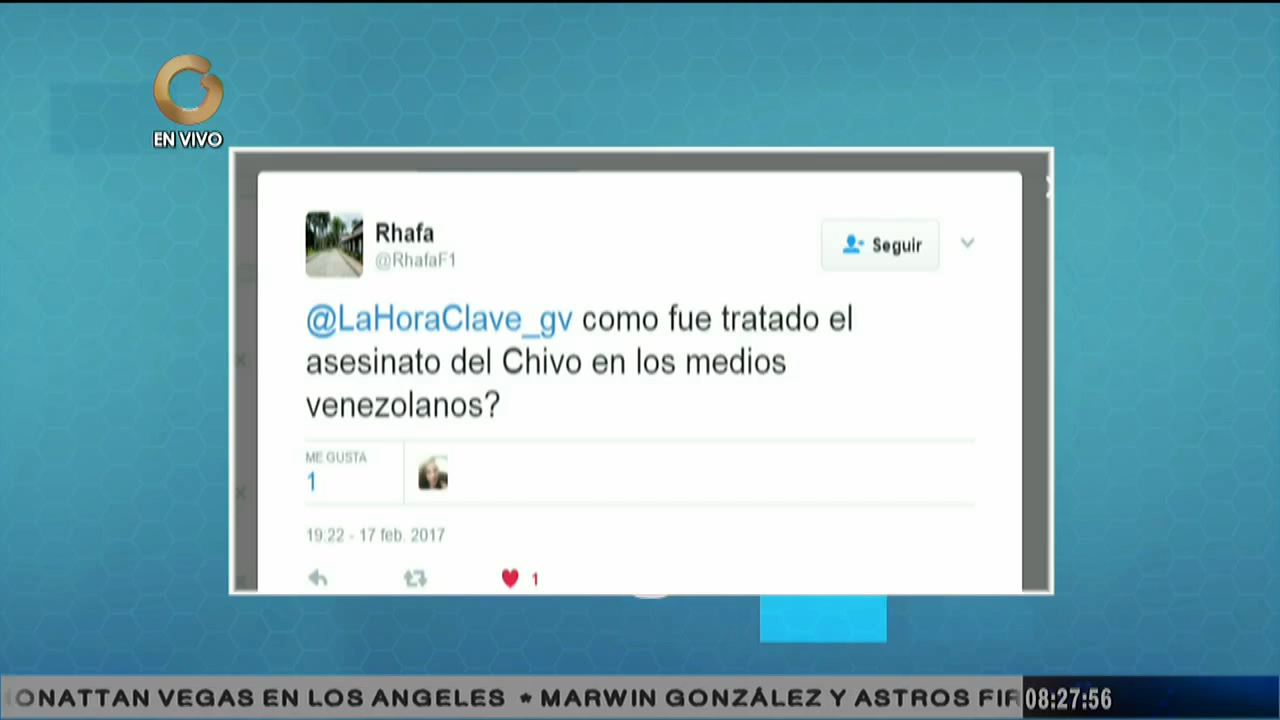 EN VIVO
Rhafa
@RhafaF1
Seguir
@LaHoraClave_gv como fue tratado el
asesinato del Chivo en los medios
venezolanos?
ME GUSTA
1
19:22 - 17 feb. 2017
1
ONATTAN VEGAS EN LOS ANGELES * MARWIN GONZÁLEZ Y ASTROS FIR
08:27:56